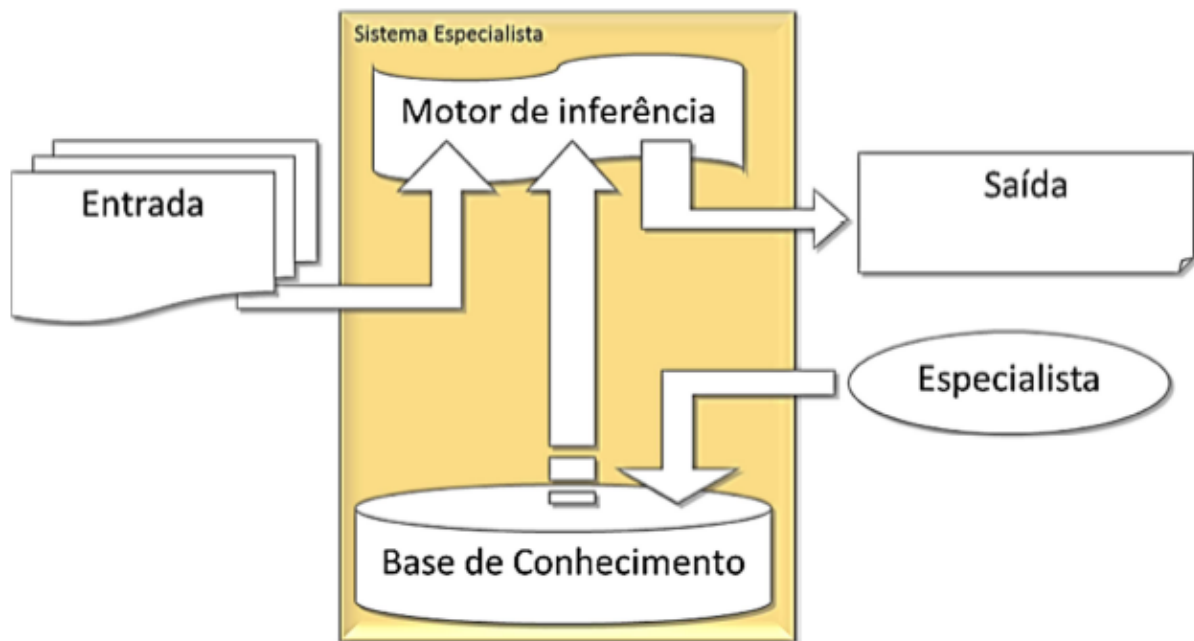 Sistema Especialista
Motor de inferência
Entrada
Saída
Especialista
Base de Conhecimento